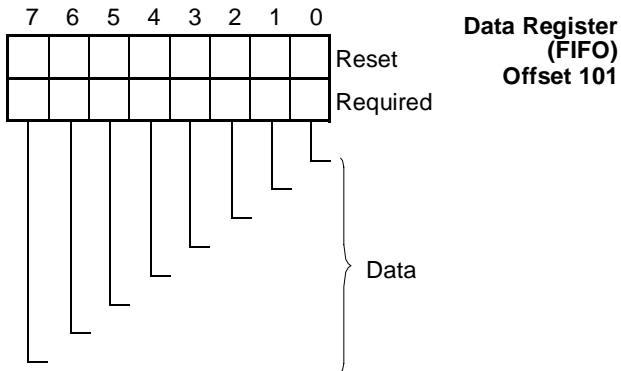 7 6 5 4 3 2 1 0
Data Register
(FIFO)
Offset 101
Reset
Required
Data